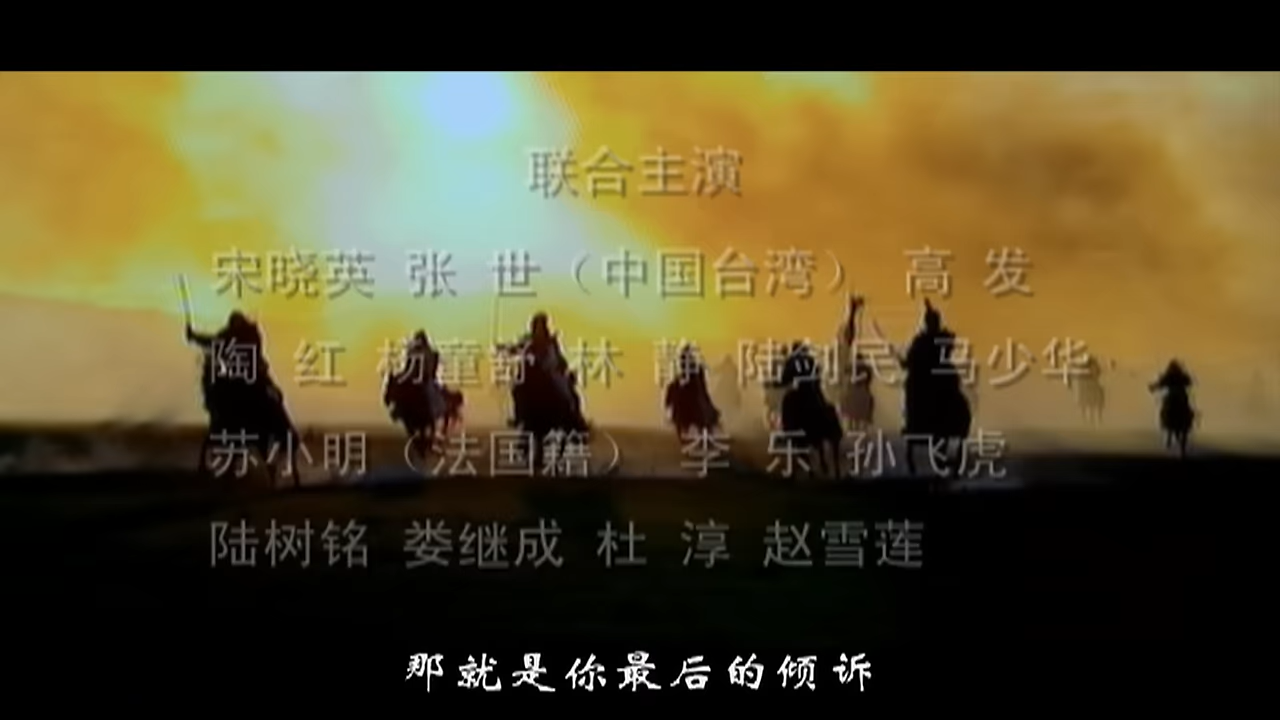 联合主演
宋晓英 张 世（中国台湾） 高 发
陶 红 杨童舒 林 静 陆剑民 马少华
苏小明（法国籍） 李 乐 孙飞虎
陆树铭 娄继成 杜 淳 赵雪莲
那就是你最后的倾诉